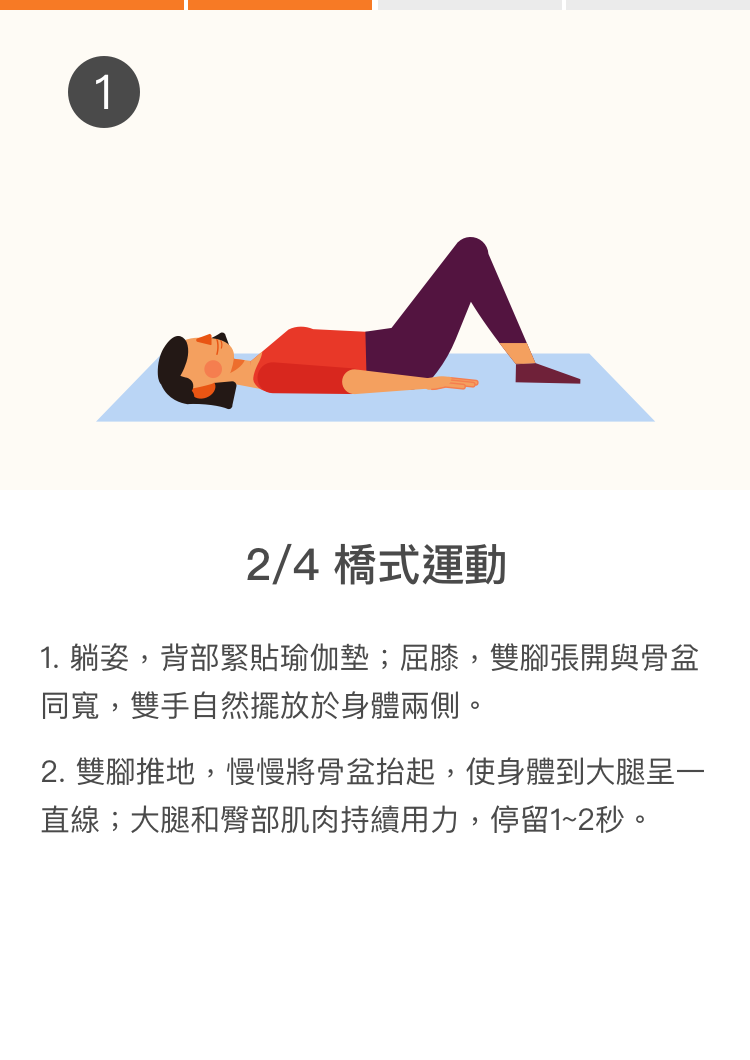 1
2/4 橋式運動
1. 躺姿，背部緊貼瑜伽墊；屈膝，雙腳張開與骨盆
同寬，雙手自然擺放於身體兩側。
2. 雙腳推地，慢慢將骨盆抬起，使身體到大腿呈一
直線；大腿和臀部肌肉持續用力，停留1~2秒。